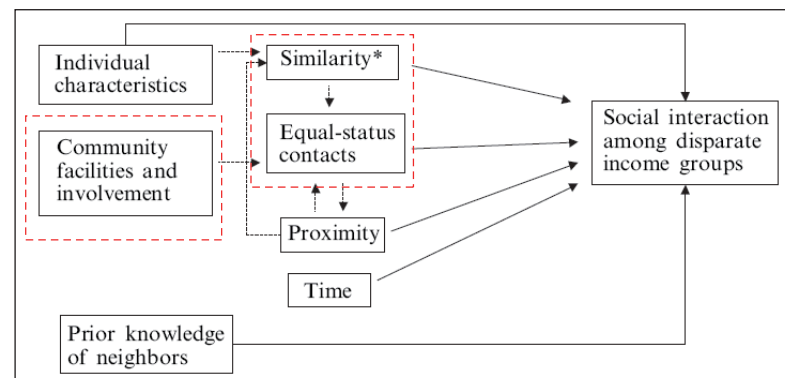 Individual
characteristics
Similarity*
Community
facilities and
involvement
Equal-status
contacts
Proximity
Time
Prior knowledge
of neighbors
Social interaction
among disparate
income groups